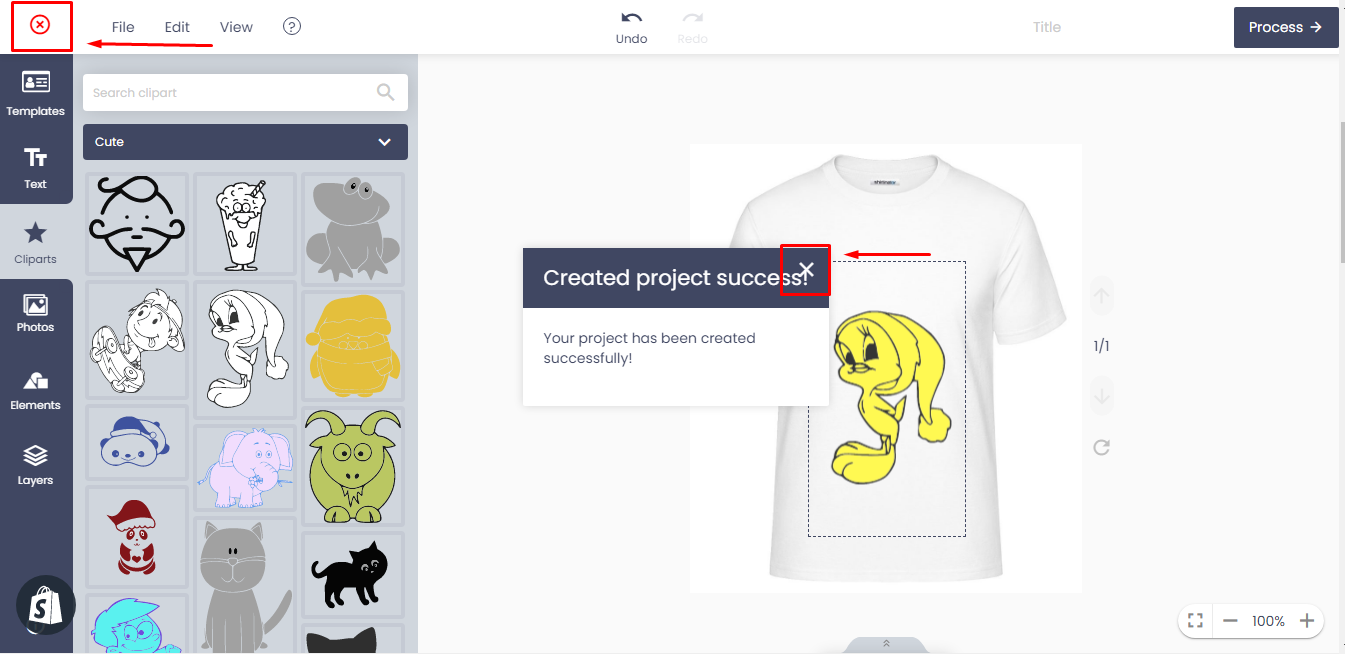 File Edit View ?
Undo
Redo
Title
Process →
Templates
Text
Cliparts
Photos
Elements
Layers
Search clipart
Cute
Created project success!
Your project has been created
successfully!
1/1
100%